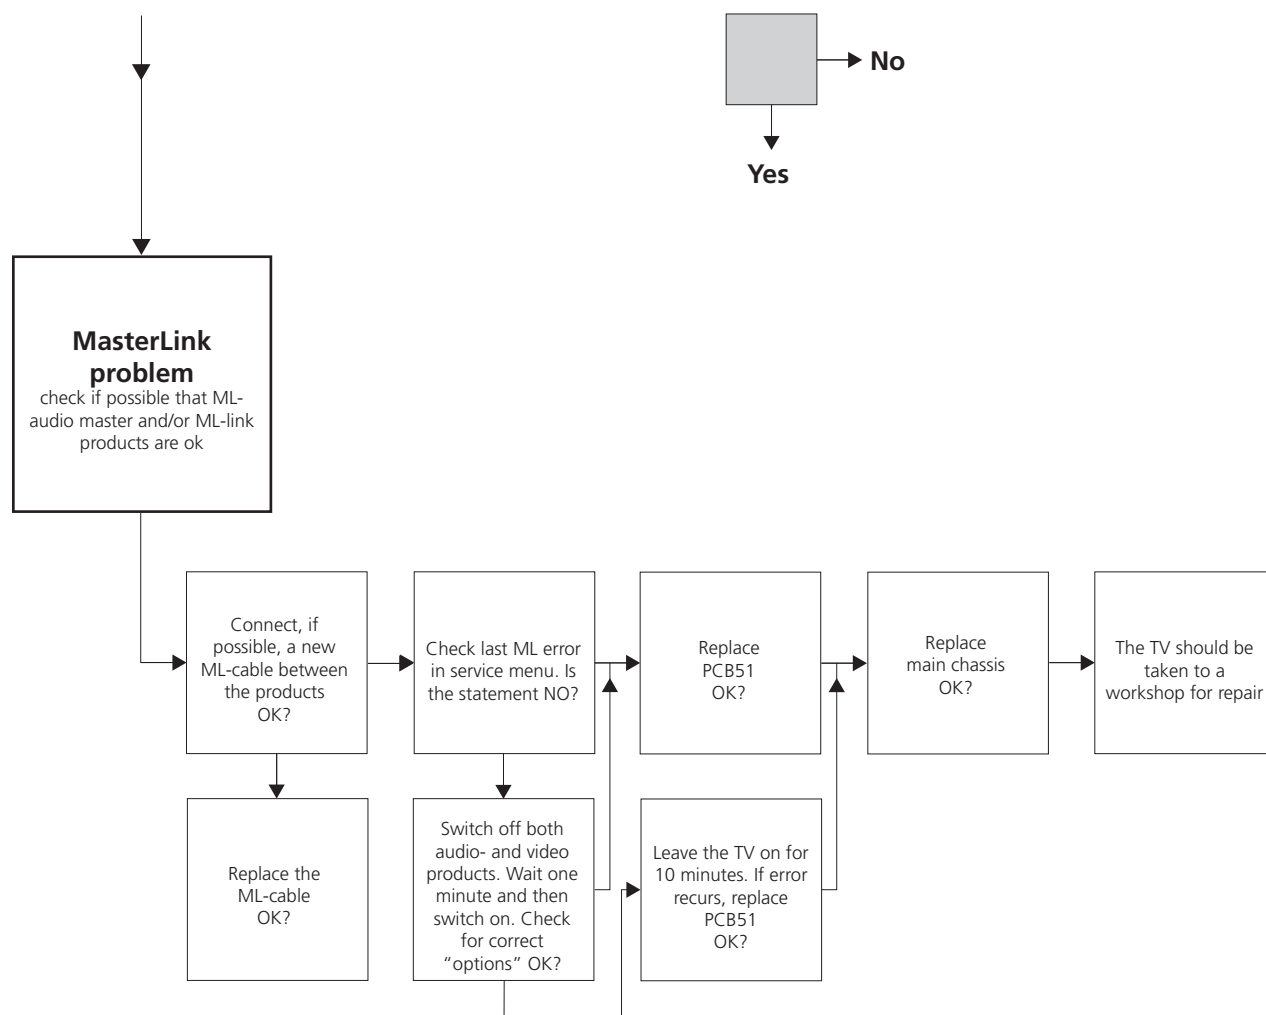 No
Yes
MasterLink
problem
check if possible that ML-
audio master and/or ML-link
products are ok
Connect, if
possible, a new
ML-cable between
the products
OK?
Check last ML error
in service menu. Is
the statement NO?
Replace
PCB51
OK?
Replace
main chassis
OK?
The TV should be
taken to a
workshop for repair
Replace the
ML-cable
OK?
Switch off both
audio- and video
products. Wait one
minute and then
switch on. Check
for correct
“options” OK?
Leave the TV on for
10 minutes. If error
recurs, replace
PCB51
OK?